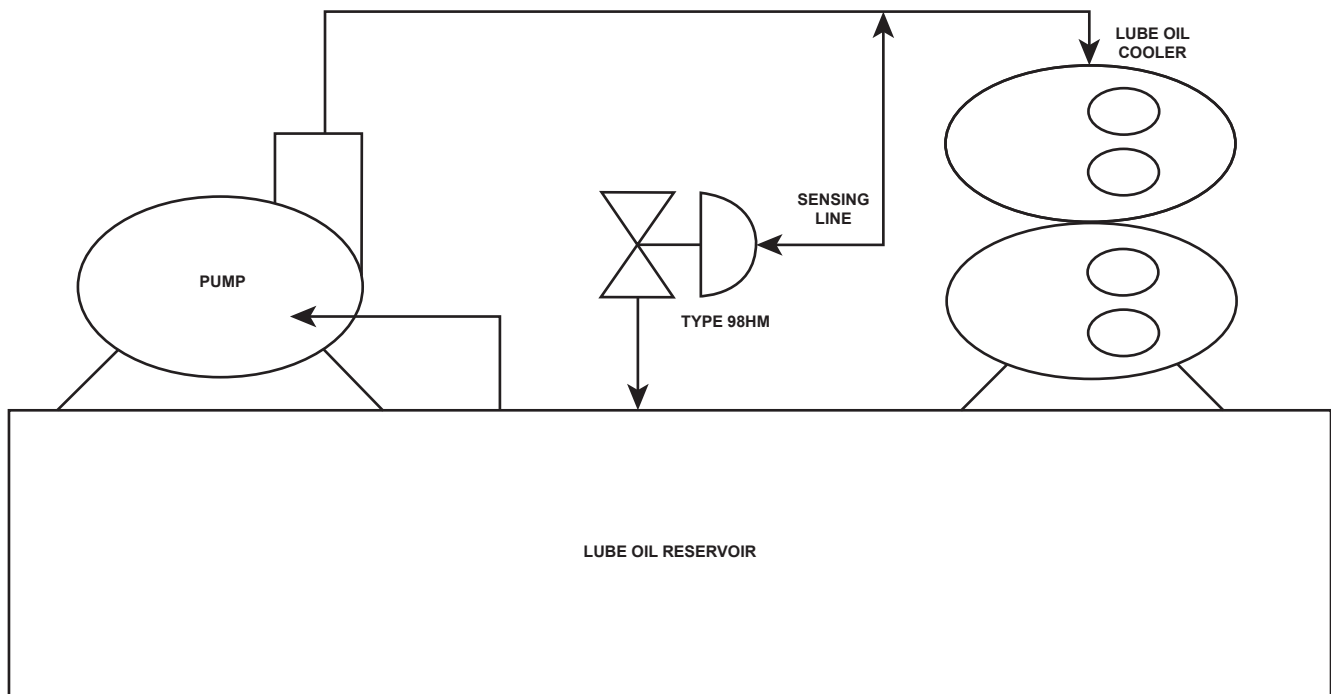 LUBE OIL
COOLER
SENSING
LINE
PUMP
TYPE 98HM
LUBE OIL RESERVOIR